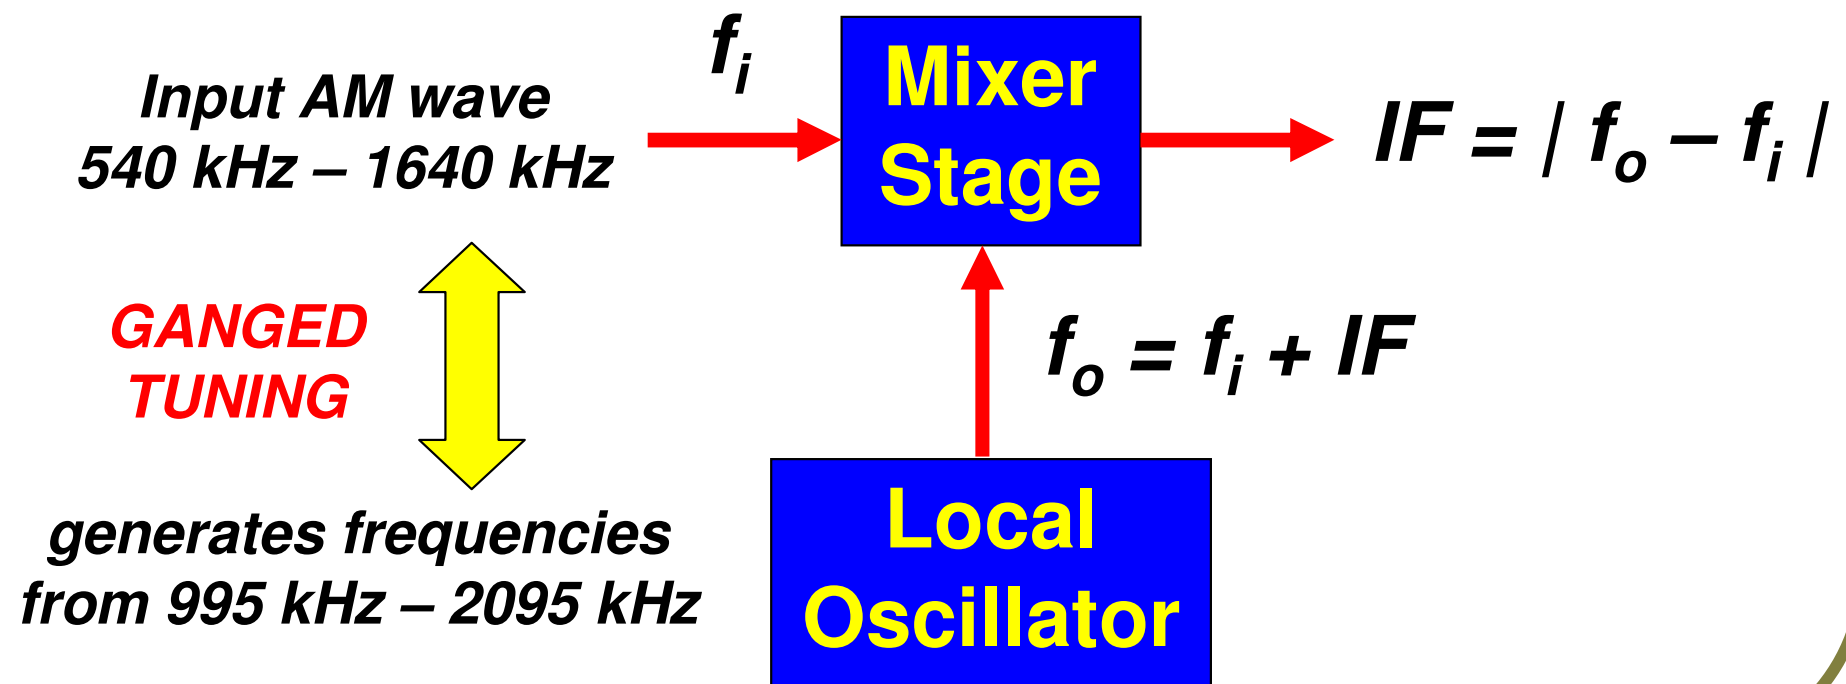 Input AM wave
540 kHz – 1640 kHz
fi
Mixer
Stage
IF = | fo – fi |
GANGED
TUNING
fo = fi + IF
generates frequencies
from 995 kHz – 2095 kHz
Local
Oscillator